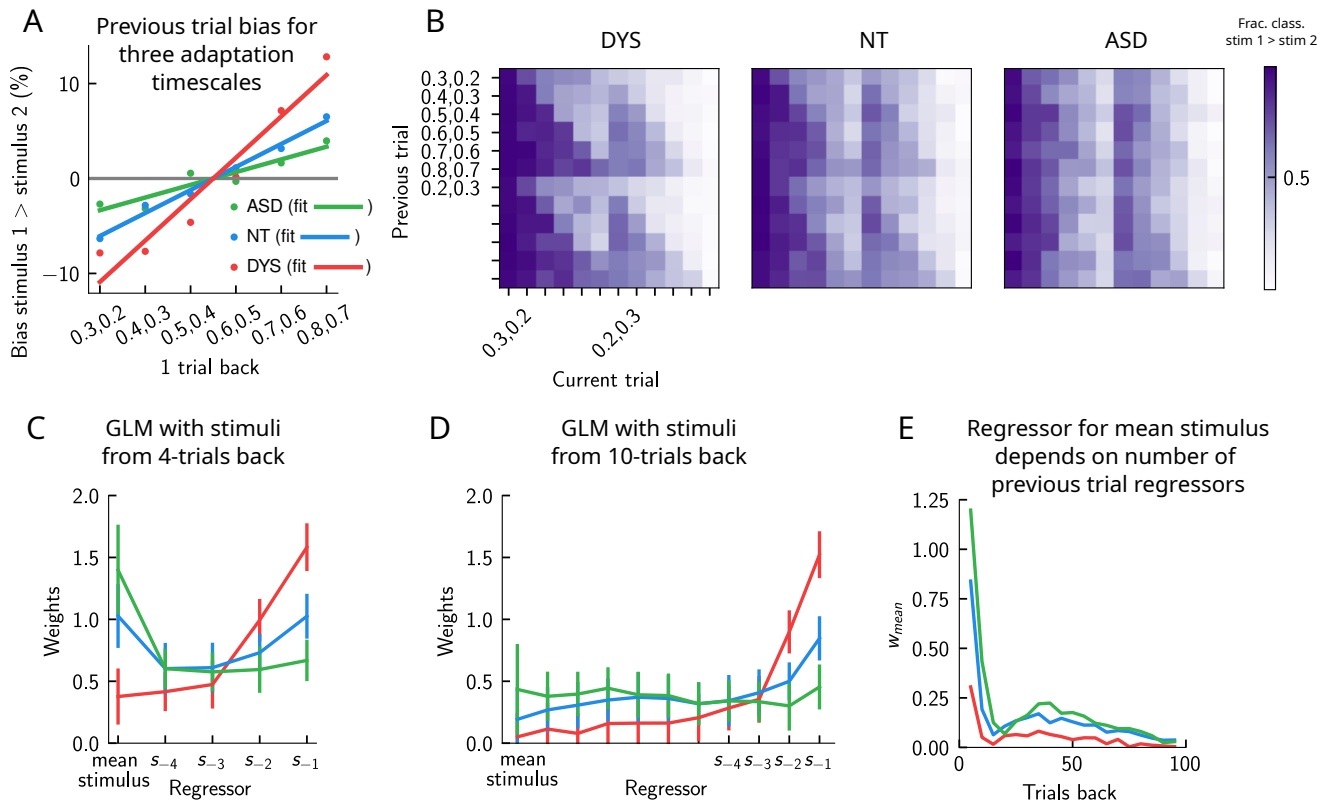 A
Previous trial bias for
three adaptation
timescales
Bias stimulus 1 > stimulus 2 (%)
10
0
−10
ASD (fit )
NT (fit )
DYS (fit )
0.3,0.2
0.4,0.3
0.5,0.4
0.6,0.5
0.7,0.6
0.8,0.7
1 trial back
B
DYS
NT
ASD
Frac. class.
stim 1 > stim 2
0.5
Previous trial
0.3,0.2
0.4,0.3
0.5,0.4
0.6,0.5
0.7,0.6
0.8,0.7
0.2,0.3
0.3,0.2
0.2,0.3
Current trial
C
GLM with stimuli
from 4-trials back
Weights
2.0
1.5
1.0
0.5
0.0
mean
stimulus
s−4
s−3
s−2
s−1
Regressor
D
GLM with stimuli
from 10-trials back
Weights
2.0
1.5
1.0
0.5
0.0
mean
stimulus
s−4
s−3
s−2
s−1
Regressor
E
Regressor for mean stimulus
depends on number of
previous trial regressors
wmean
1.25
1.00
0.75
0.50
0.25
0.00
0
50
100
Trials back